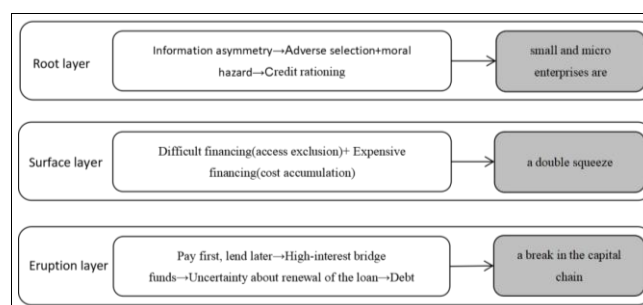 Root layer
Information asymmetry→Adverse selection+moral
hazard→Credit rationing
small and micro
enterprises are
Surface layer
Difficult financing(access exclusion)+ Expensive
financing(cost accumulation)
a double squeeze
Eruption layer
Pay first, lend later→High-interest bridge
funds→Uncertainty about renewal of the loan→Debt
a break in the capital
chain